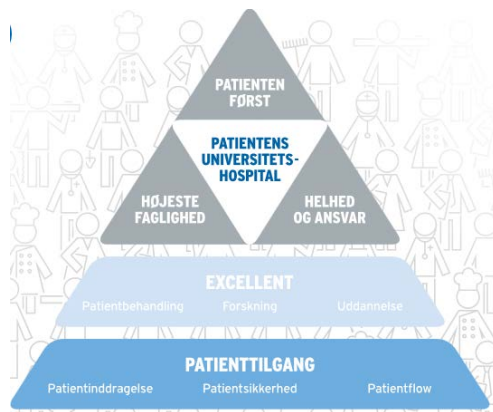 PATIENTEN
FØRST
PATIENTENS
UNIVERSITETS-
HOSPITAL
HØJESTE
FAGLIGHED
HELHED
OG ANSVAR
EXCELLENT
Patientbehandling Forskning Uddannelse
PATIENTTILGANG
Patientinddragelse Patientsikkerhed Patientflow